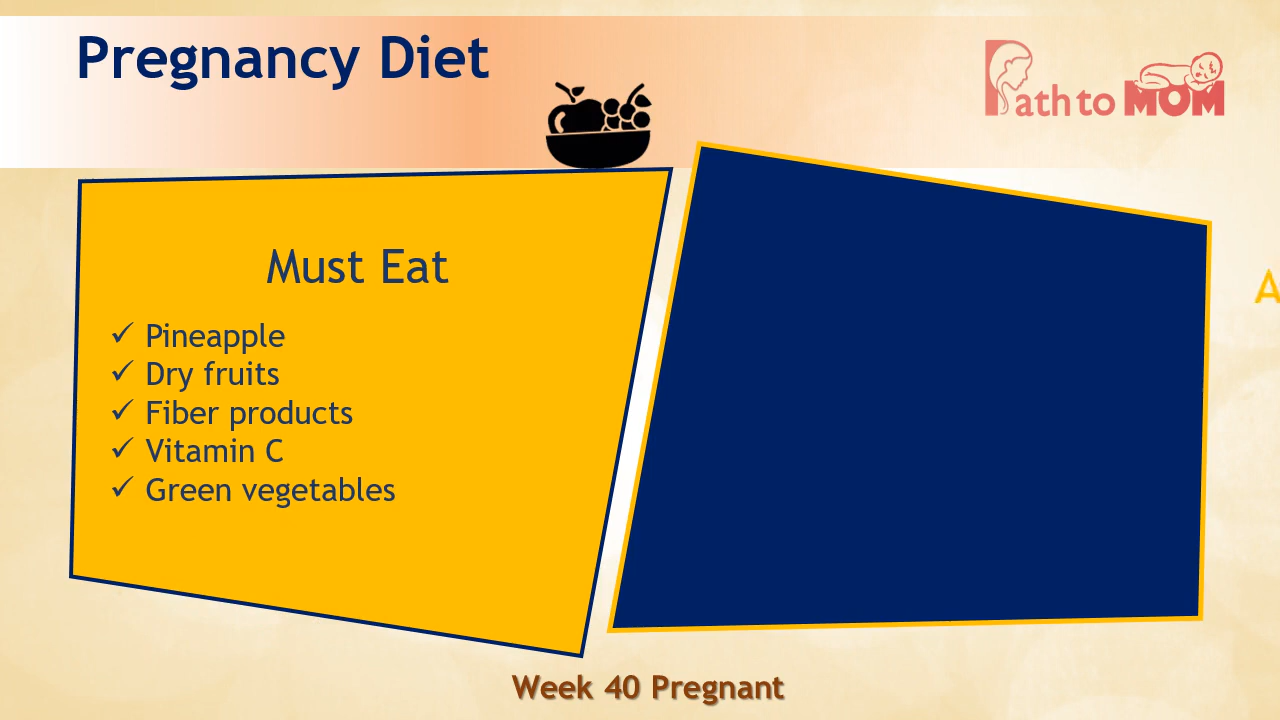 Pregnancy Diet
Path to MOM
Must Eat
✓ Pineapple
✓ Dry fruits
✓ Fiber products
✓ Vitamin C
✓ Green vegetables
A
Week 40 Pregnant